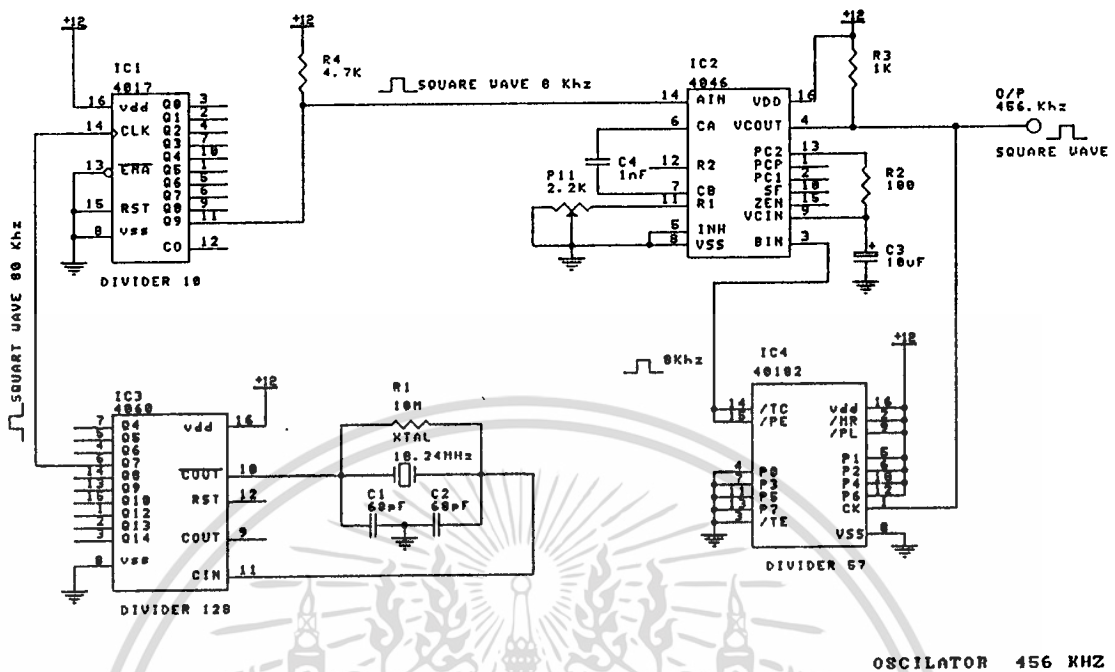 +12
IC1
4017
16 Vdd Q0 3
Q1 2
14 CLK Q2 4
Q3 7
Q4 10
13 ENA Q5 1
Q6 5
Q7 6
15 RST Q8 9
Q9 11
8 Vss
CO 12
DIVIDER 10
+12
R4
4.7K
SQUARE WAVE 8 Khz
SQUART WAVE 80 Khz
+12
R3
1K
IC2
4046
14 AIN VDD 16
6 CA VCOUT 4
PC2 13
12 R2 PCP 1
PC1 2
7 CB SF 10
11 R1 ZEN 15
VCIN 9
5 INH
8 VSS BIN 3
C4
1nF
P11
2.2K
R2
100
C3
10uF
O/P
456.Khz
SQUARE WAVE
8Khz
+12
IC4
40102
14 /TC Vdd 16
15 /PE /MR 2
/PL 9
P1 5
4 P0 P2 6
7 P3 P4
P5 P6
P7 CK 1
3 /TE
VSS 8
DIVIDER 57
IC3
4060
+12
7 Q4 Vdd 16
5 Q5
4 Q6
6 Q7 COUT 10
14 Q8
13 Q9
15 Q10 RST 12
1 Q12
2 Q13 COUT 9
3 Q14
8 Vss
CIN 11
DIVIDER 128
R1
10M
XTAL
10.24MHz
C1
68pF
C2
68pF
OSCILATOR 456 KHZ